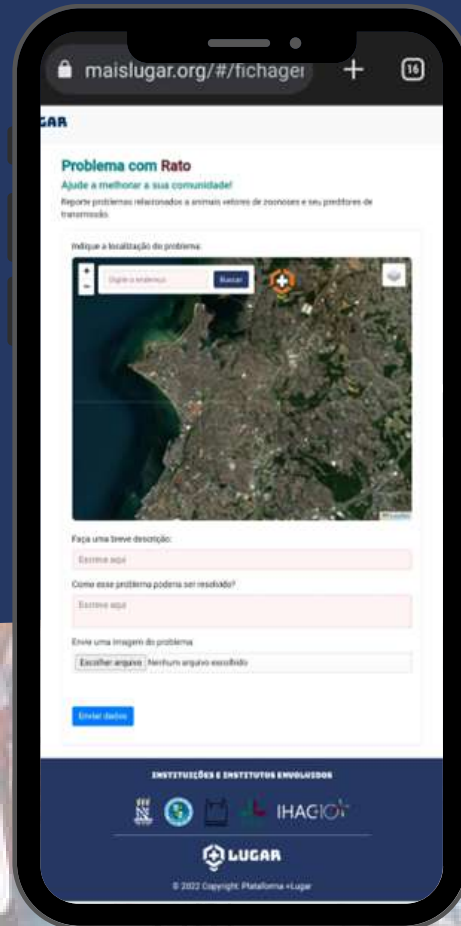 maislugar.org/#/fichager
16
GAR
Problema com Rato
Ajude a melhorar a sua comunidade!
Reporte problemas relacionados a animais vetores de zoonoses e seu preditores de
transmissão.
Indique a localização do problema:
+
Digite o endereço
Buscar
−
Leaflet
Faça uma breve descrição:
Escreva aqui
Como esse problema poderia ser resolvido?
Escreva aqui
Envie uma imagem do problema
Escolher arquivo Nenhum arquivo escolhido
Enviar dados
INSTITUIÇÕES E INSTITUTOS ENVOLVIDOS
IHAC
LUGAR
© 2022 Copyright: Plataforma +Lugar